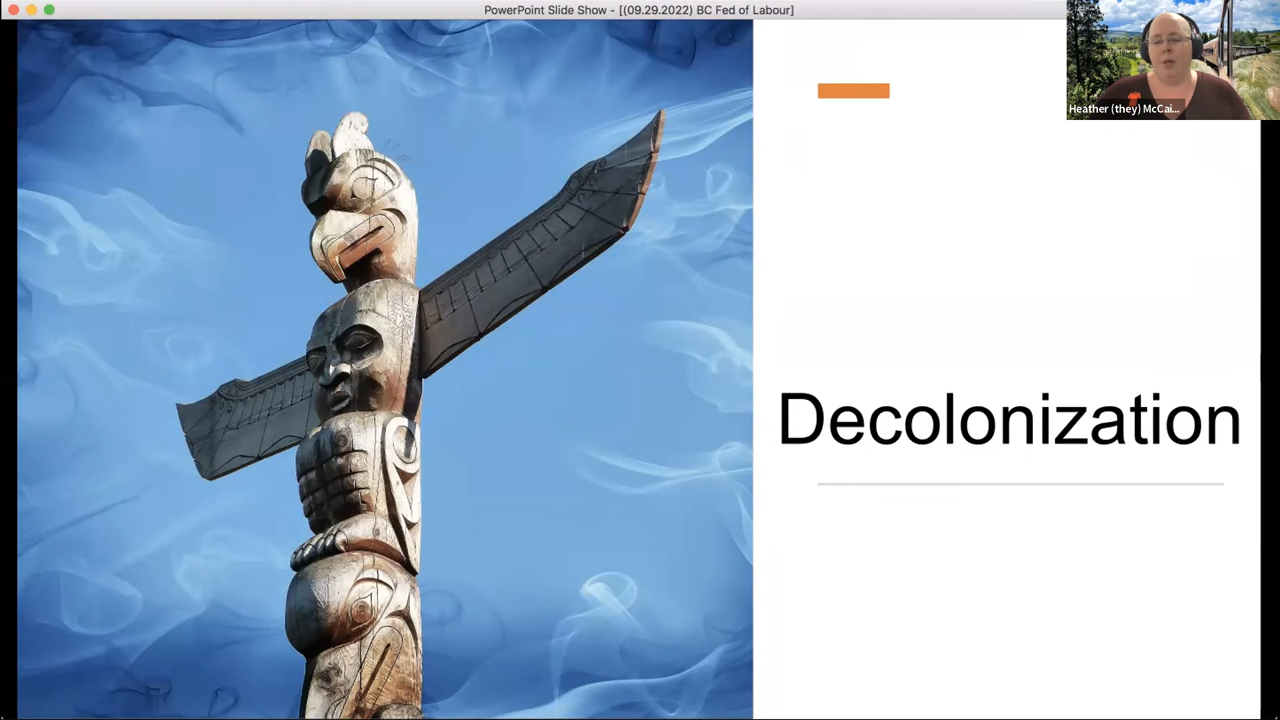 PowerPoint Slide Show - [(09.29.2022) BC Fed of Labour]
Heather (they) McCai...
Decolonization